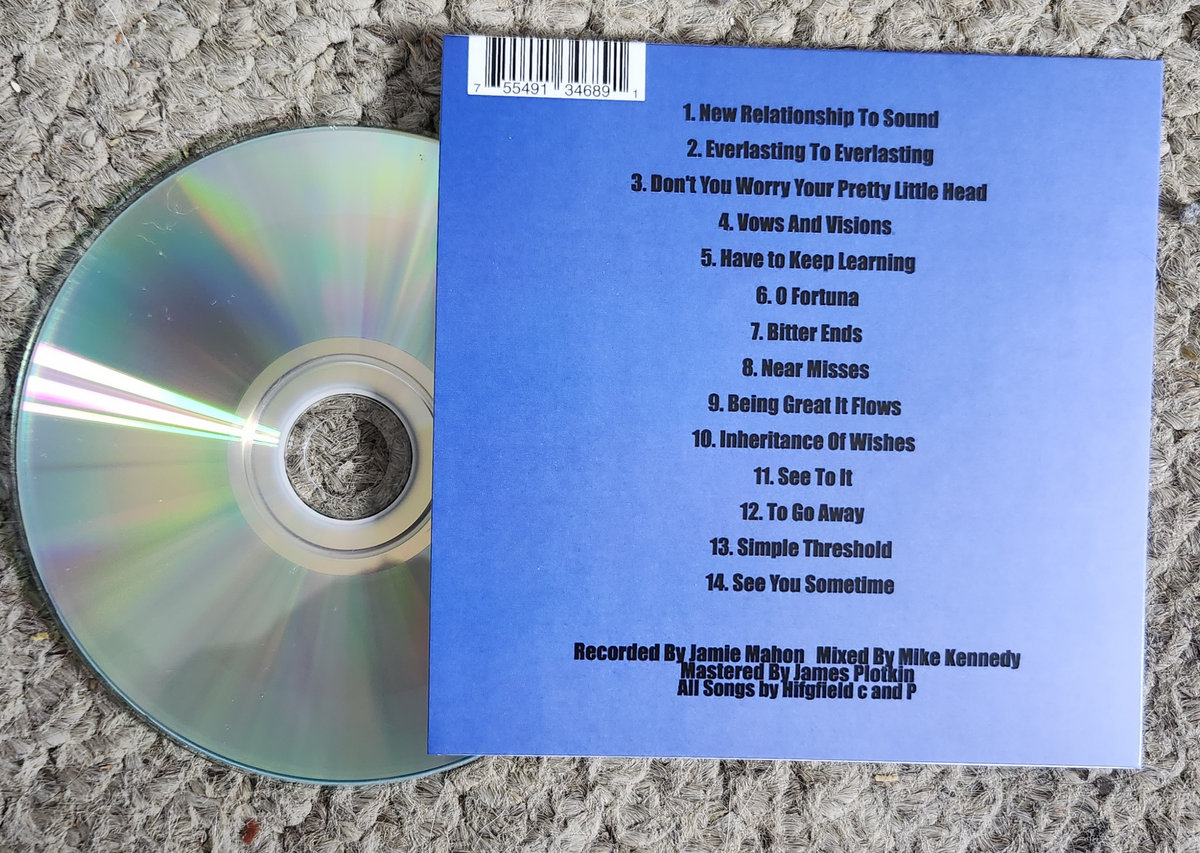 7 55491 34689 1
1. New Relationship To Sound
2. Everlasting To Everlasting
3. Don't You Worry Your Pretty Little Head
4. Vows And Visions
5. Have to Keep Learning
6. O Fortuna
7. Bitter Ends
8. Near Misses
9. Being Great It Flows
10. Inheritance Of Wishes
11. See To It
12. To Go Away
13. Simple Threshold
14. See You Sometime
Recorded By Jamie Mahon Mixed By Mike Kennedy
Mastered By James Plotkin
All Songs by Hifgfield c and P